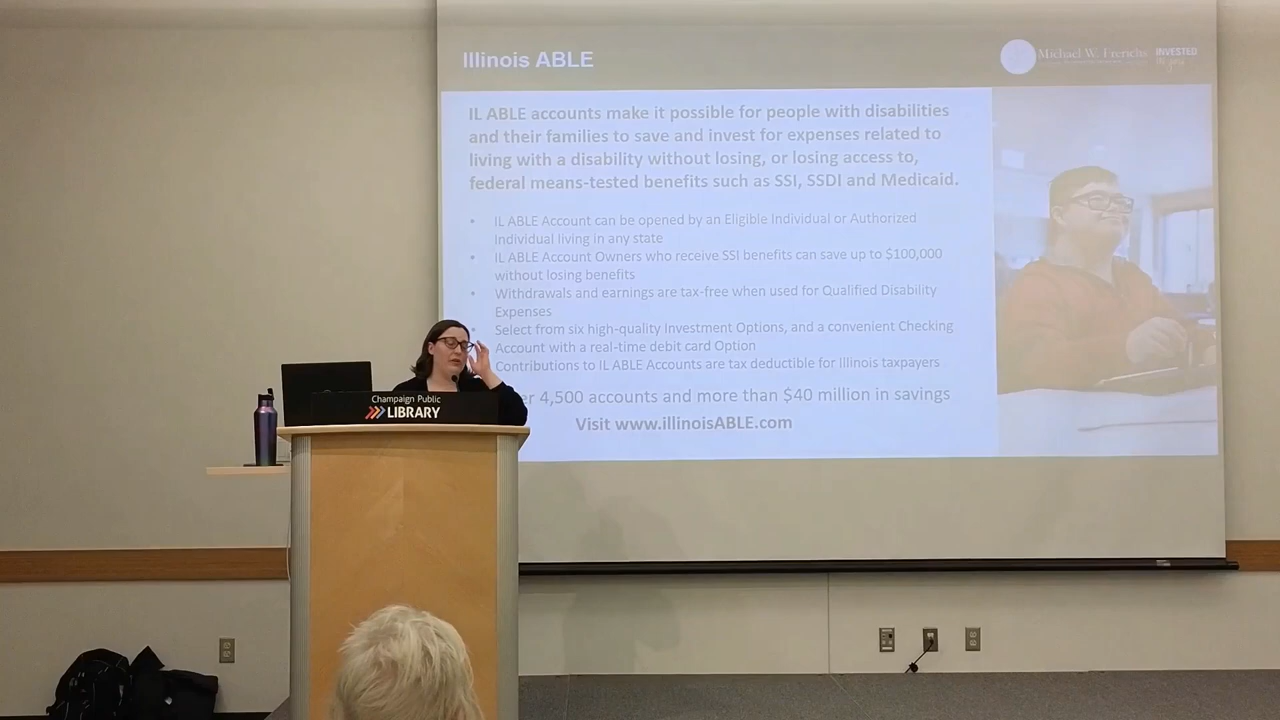 Illinois ABLE
Michael W. Frerichs
INVESTED
IL ABLE accounts make it possible for people with disabilities
and their families to save and invest for expenses related to
living with a disability without losing, or losing access to,
federal means-tested benefits such as SSI, SSDI and Medicaid.
• IL ABLE Account can be opened by an Eligible Individual or Authorized
Individual living in any state
• IL ABLE Account Owners who receive SSI benefits can save up to $100,000
without losing benefits
• Withdrawals and earnings are tax-free when used for Qualified Disability
Expenses
Select from six high-quality Investment Options, and a convenient Checking
Account with a real-time debit card Option
Contributions to IL ABLE Accounts are tax deductible for Illinois taxpayers
er 4,500 accounts and more than $40 million in savings
Visit www.illinoisABLE.com
Champaign Public
LIBRARY